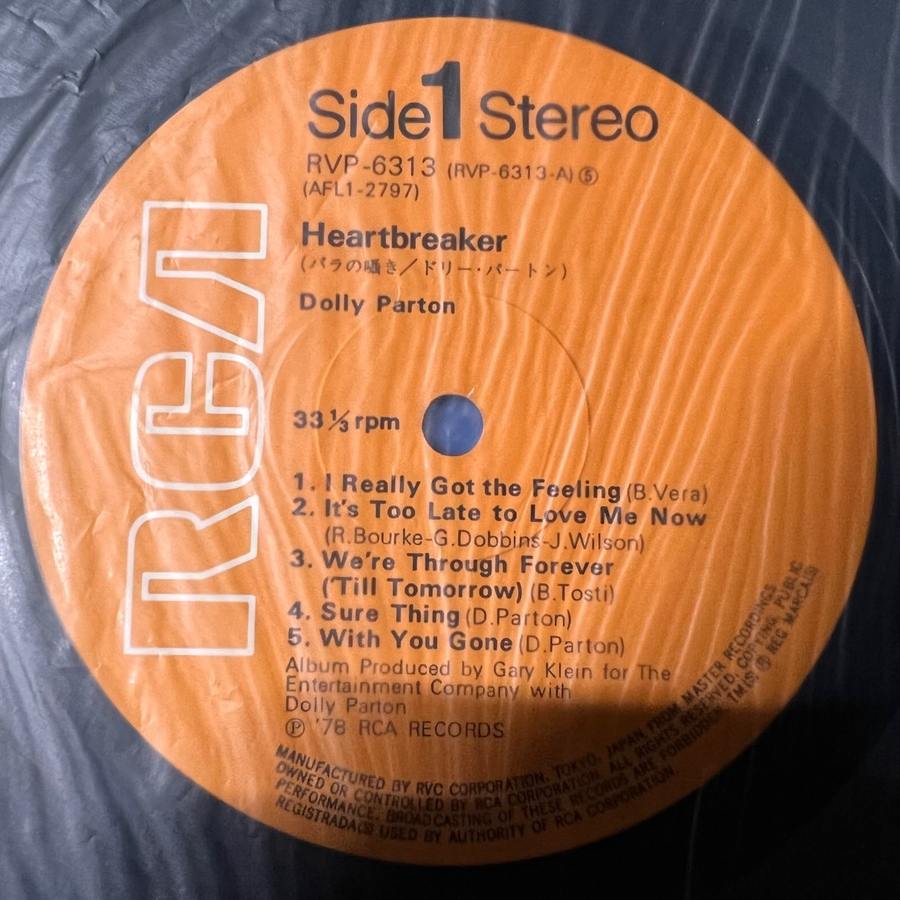 Side 1 Stereo
RVP-6313 (RVP-6313-A) ⑤
(AFL1-2797)
Heartbreaker
(バラの囁き／ドリー・パートン)
Dolly Parton
RCA
33 1/3 rpm
1. I Really Got the Feeling (B.Vera)
2. It's Too Late to Love Me Now
(R.Bourke-G.Dobbins-J.Wilson)
3. We're Through Forever
('Till Tomorrow) (B.Tosti)
4. Sure Thing (D.Parton)
5. With You Gone (D.Parton)
Album Produced by Gary Klein for The
Entertainment Company with
Dolly Parton
Ⓟ '78 RCA RECORDS
MANUFACTURED BY RVC CORPORATION, TOKYO, JAPAN FROM MASTER RECORDINGS
OWNED OR CONTROLLED BY RCA CORPORATION. ALL RIGHTS RESERVED. COPYING, PUBLIC
PERFORMANCE, BROADCASTING OF THESE RECORDS ARE FORBIDDEN. TM(S) ® REG MARCA(S)
REGISTRADA(S) USED BY AUTHORITY OF RCA CORPORATION.